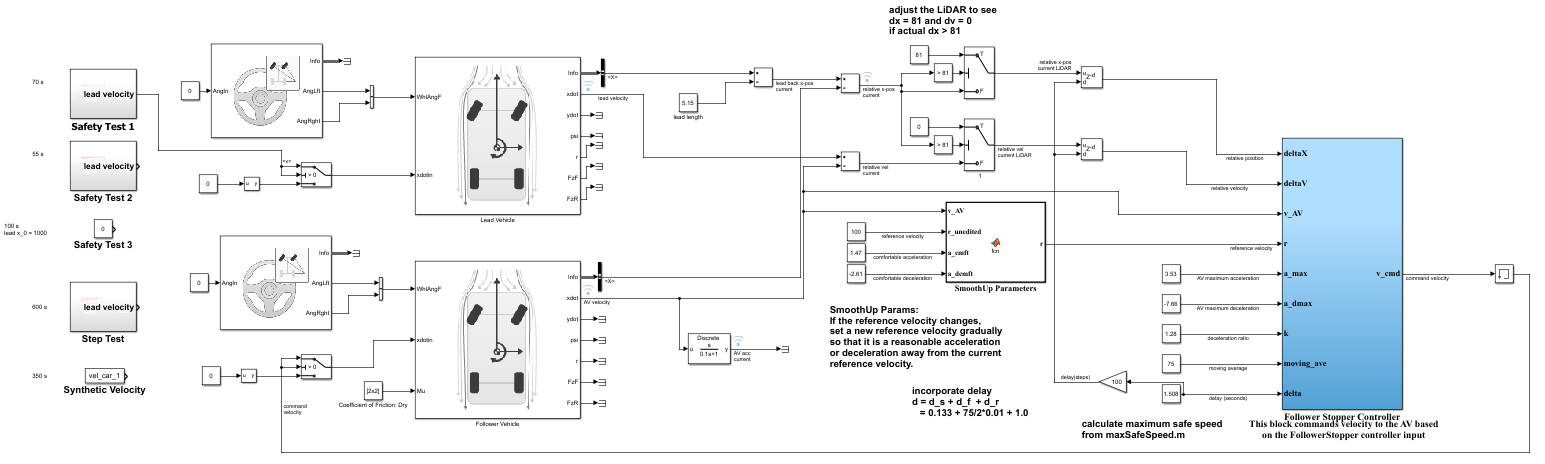 adjust the LiDAR to see
dx = 81 and dv = 0
if actual dx > 81
70 s
lead velocity
Safety Test 1
55 s
lead velocity
Safety Test 2
100 s
lead x_0 = 1000
0
Safety Test 3
600 s
lead velocity
Step Test
350 s
vel_car_1
Synthetic Velocity
0
AngIn
Info
AngLft
AngRght
<v>
> 0
0
u y
WhlAngF
xdotin
Info
xdot
ydot
psi
r
FzF
FzR
Lead Vehicle
<X>
lead velocity
5.15
lead length
lead back x-pos
current
relative x-pos
current
relative vel
current
81
> 81
T
F
0
> 81
T
F
1
relative x-pos
current LiDAR
relative vel
current LiDAR
u
d
Z-d
u
d
Z-d
0
AngIn
Info
AngLft
AngRght
0
u y
> 0
command
velocity
[2x2]
Coefficient of Friction: Dry
WhlAngF
xdotin
Mu
Info
xdot
ydot
psi
r
FzF
FzR
Follower Vehicle
<X>
AV velocity
Discrete
u
s
0.1s+1
y
AV acc
current
100
reference velocity
1.47
comfortable acceleration
-2.61
comfortable deceleration
v_AV
r_unedited
a_cmft
a_dcmft
fcn
r
SmoothUp Parameters
SmoothUp Params:
If the reference velocity changes,
set a new reference velocity gradually
so that it is a reasonable acceleration
or deceleration away from the current
reference velocity.
incorporate delay
d = d_s + d_f + d_r
= 0.133 + 75/2*0.01 + 1.0
relative position
relative velocity
reference velocity
3.53
AV maximum acceleration
-7.66
AV maximum deceleration
1.28
deceleration ratio
75
moving average
1.508
delay (seconds)
100
delay(steps)
deltaX
deltaV
v_AV
r
a_max
a_dmax
k
moving_ave
delta
v_cmd
command velocity
Follower Stopper Controller
This block commands velocity to the AV based
on the FollowerStopper controller input
calculate maximum safe speed
from maxSafeSpeed.m